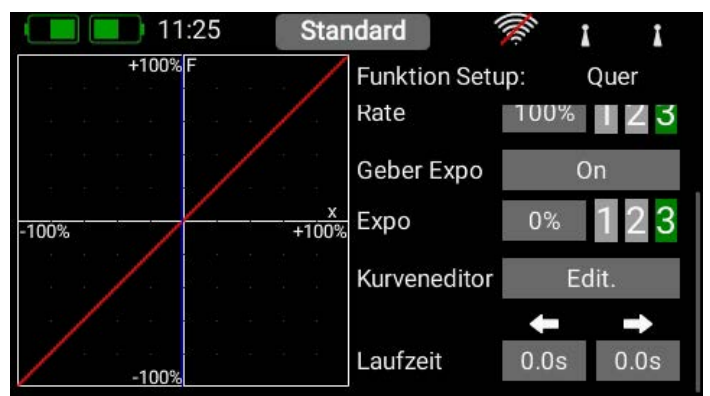 11:25 Standard
+100% F
Funktion Setup: Quer
Rate 100% 1 2 3
Geber Expo On
x
-100% +100%
Expo 0% 1 2 3
Kurveneditor Edit.
Laufzeit 0.0s 0.0s
-100%